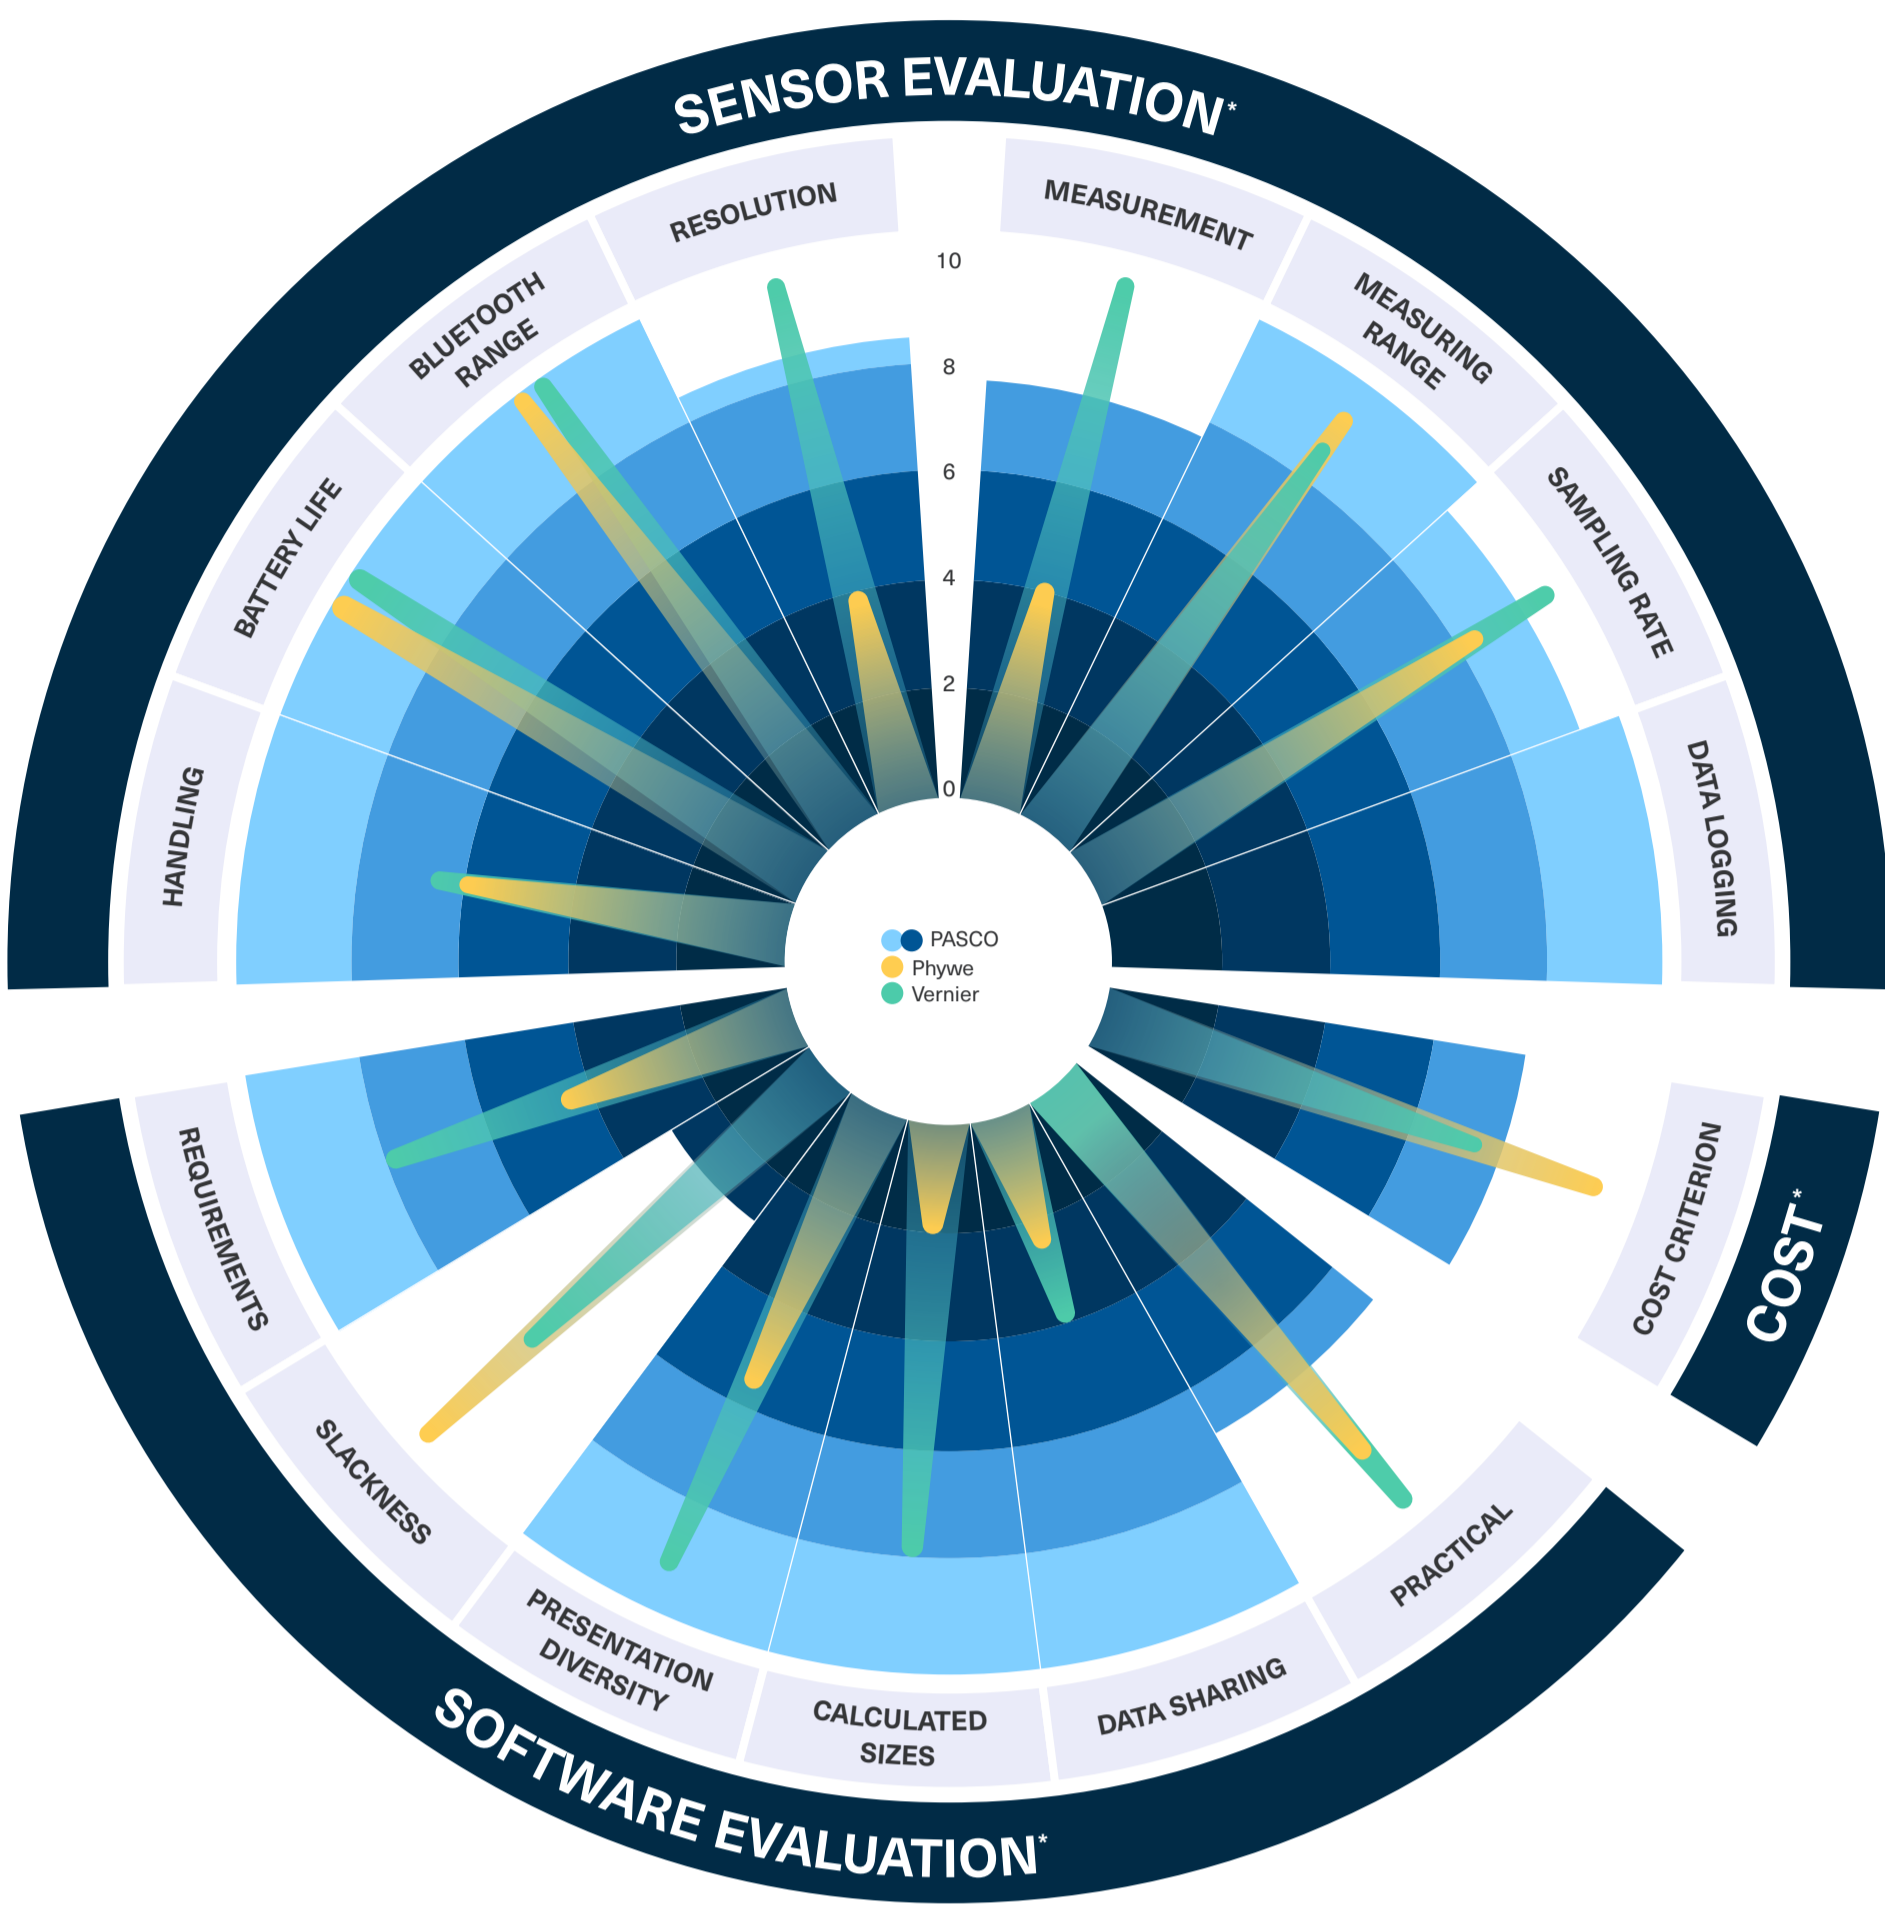 SENSOR EVALUATION*
RESOLUTION
MEASUREMENT
BLUETOOTH
RANGE
MEASURING
RANGE
BATTERY LIFE
SAMPLING RATE
HANDLING
DATA LOGGING
10
8
6
4
2
0
PASCO
Phywe
Vernier
REQUIREMENTS
COST CRITERION
COST*
SLACKNESS
PRACTICAL
PRESENTATION
DIVERSITY
CALCULATED
SIZES
DATA SHARING
SOFTWARE EVALUATION*